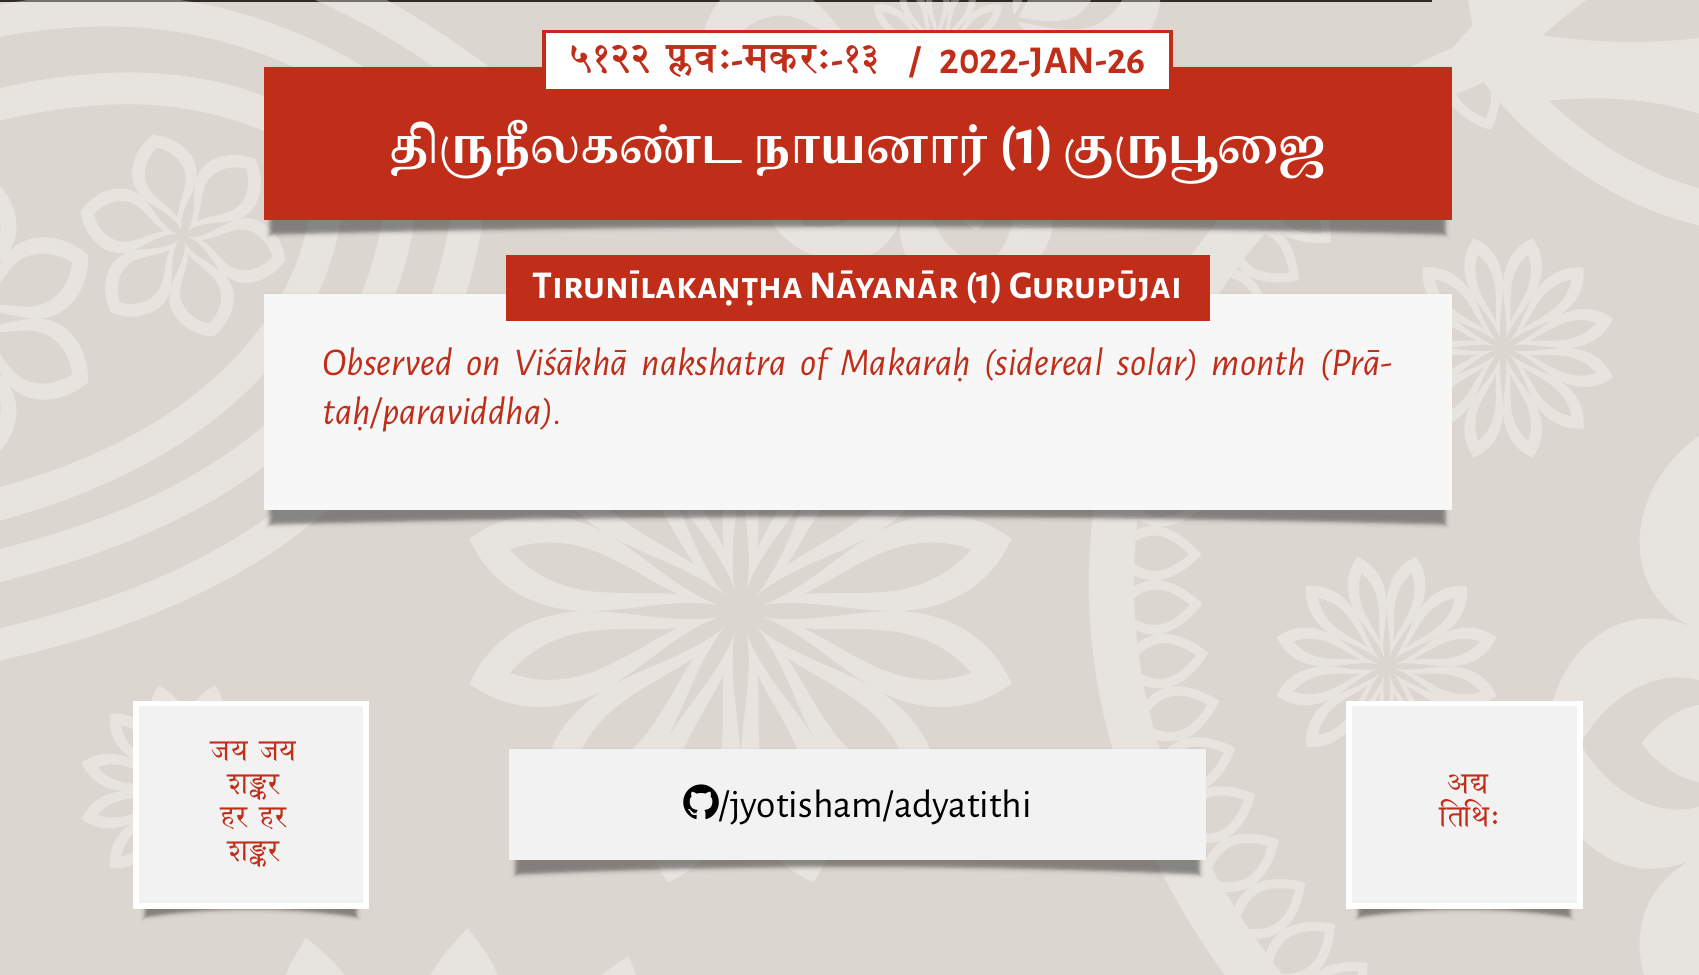 ५१२२ प्लवः-मकरः-१३ / 2022-JAN-26
திருநீலகண்ட நாயனார் (1) குருபூஜை
Tirunīlakaṇṭha Nāyanār (1) Gurupūjai
Observed on Viśākhā nakshatra of Makaraḥ (sidereal solar) month (Prā-
taḥ/paraviddha).
जय जय
शङ्कर
हर हर
शङ्कर
/jyotisham/adyatithi
अद्य
तिथिः